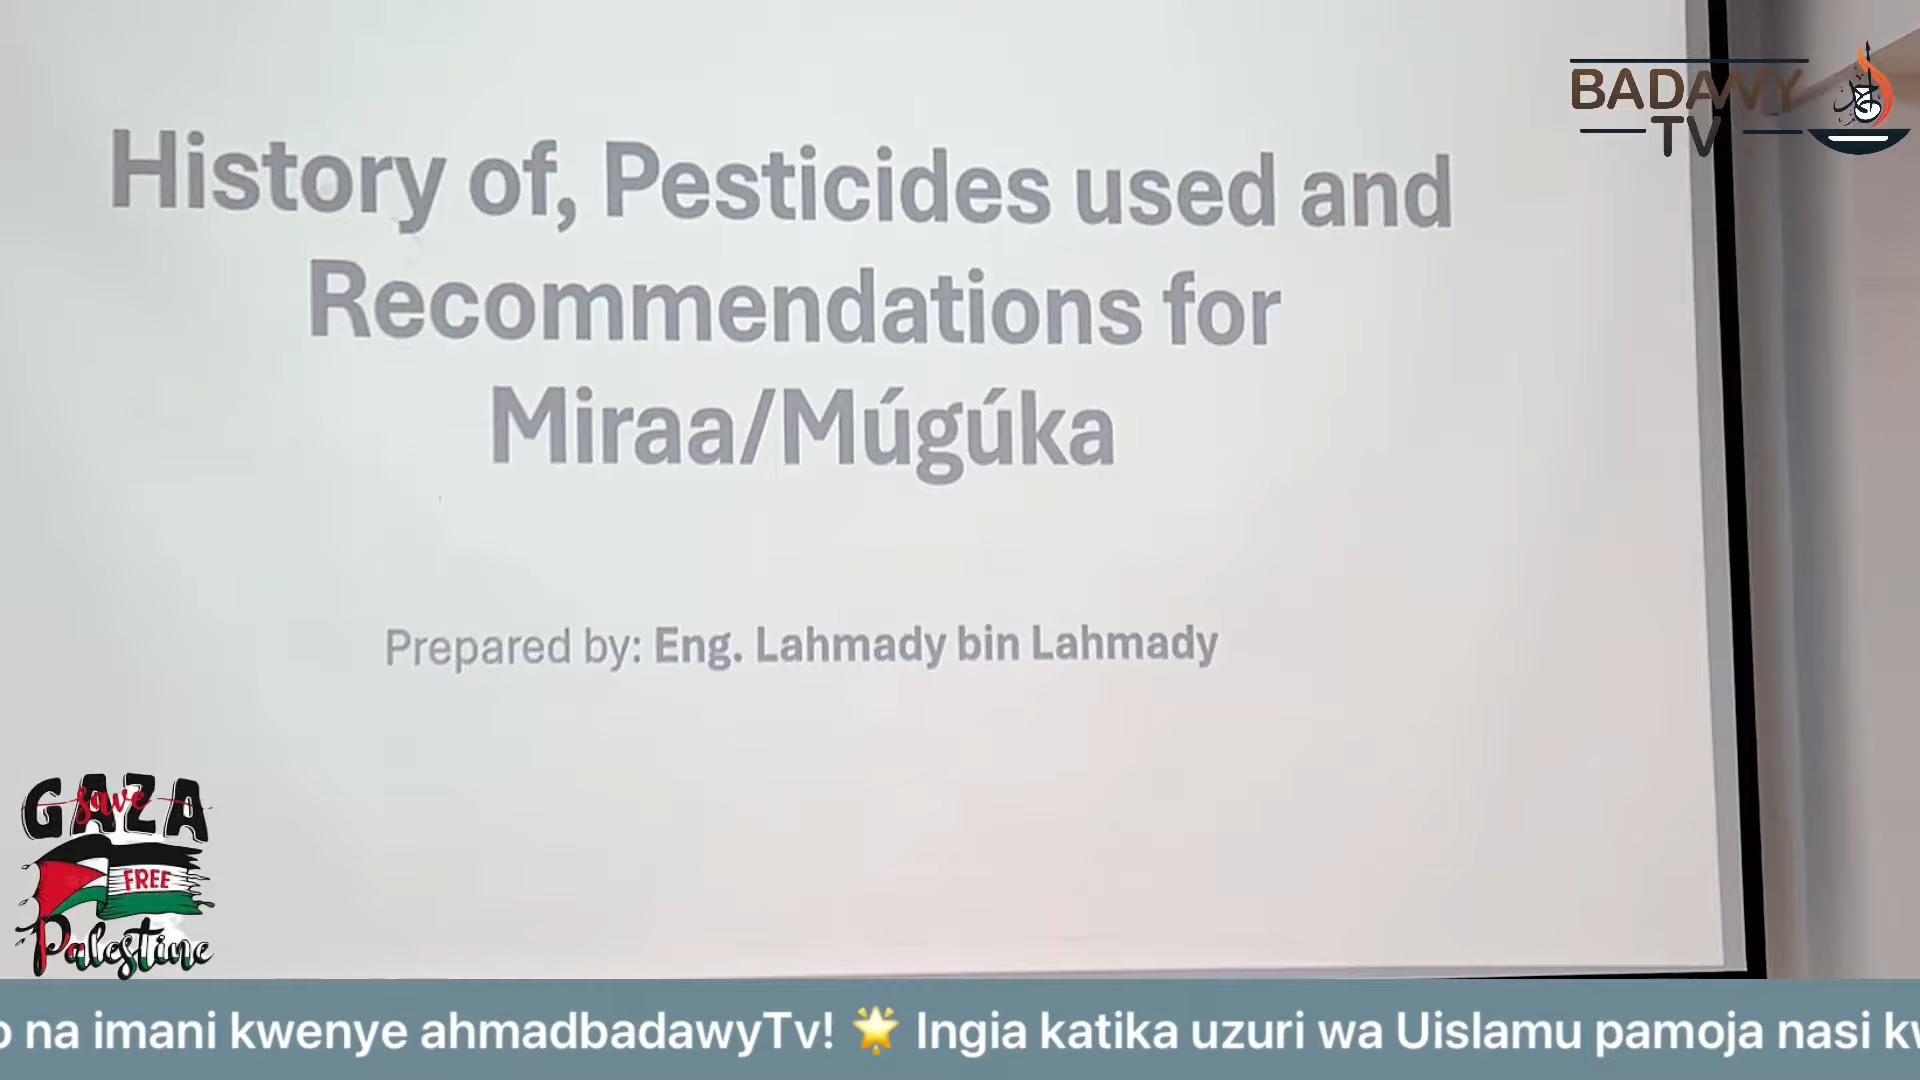 BADAWY
TV
History of, Pesticides used and
Recommendations for
Miraa/Múgúka
Prepared by: Eng. Lahmady bin Lahmady
GAZA
save
FREE
Palestine
na imani kwenye ahmadbadawyTv! 🌟 Ingia katika uzuri wa Uislamu pamoja nasi